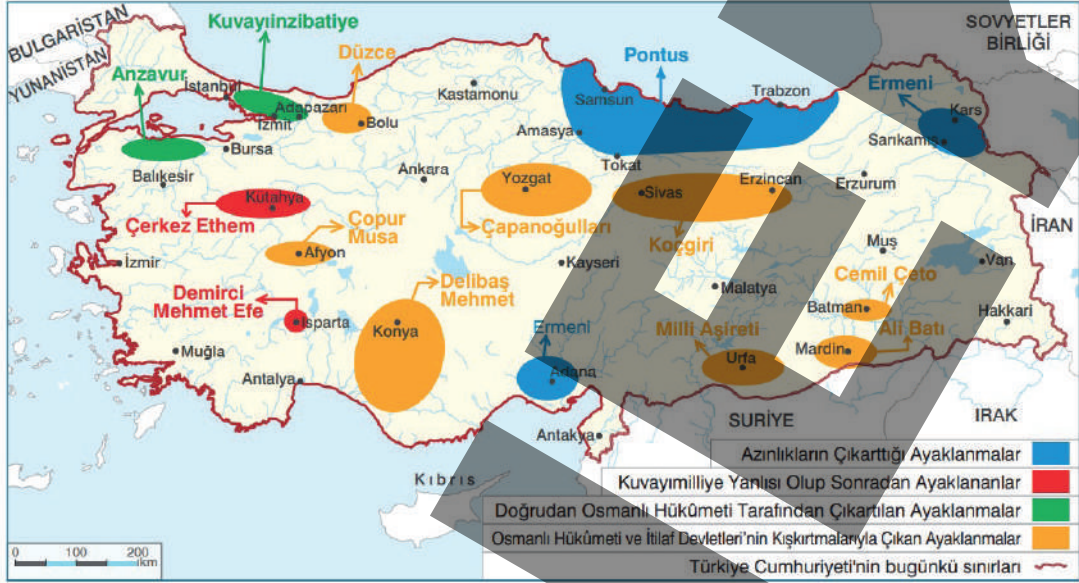 BULGARİSTAN
YUNANİSTAN
Kuvayıinzibatiye
Düzce
Pontus
SOVYETLER
BİRLİĞİ
Anzavur
İstanbul
Adapazarı
İzmit
Bolu
Kastamonu
Samsun
Trabzon
Ermeni
Kars
Sarıkamış
Amasya
Bursa
Balıkesir
Ankara
Tokat
Yozgat
Sivas
Erzincan
Erzurum
Kütahya
Çerkez Ethem
Çopur
Musa
Çapanoğulları
Koçgiri
İRAN
İzmir
Afyon
Kayseri
Muş
Van
Delibaş
Mehmet
Malatya
Cemil Çeto
Demirci
Mehmet Efe
Isparta
Konya
Ermeni
Milli Aşireti
Batman
Ali Batı
Hakkari
Muğla
Antalya
Adana
Urfa
Mardin
Antakya
SURİYE
IRAK
Kıbrıs
Azınlıkların Çıkarttığı Ayaklanmalar
Kuvayımilliye Yanlısı Olup Sonradan Ayaklananlar
Doğrudan Osmanlı Hükûmeti Tarafından Çıkartılan Ayaklanmalar
Osmanlı Hükûmeti ve İtilaf Devletleri'nin Kışkırtmalarıyla Çıkan Ayaklanmalar
Türkiye Cumhuriyeti'nin bugünkü sınırları
0 100 200
km